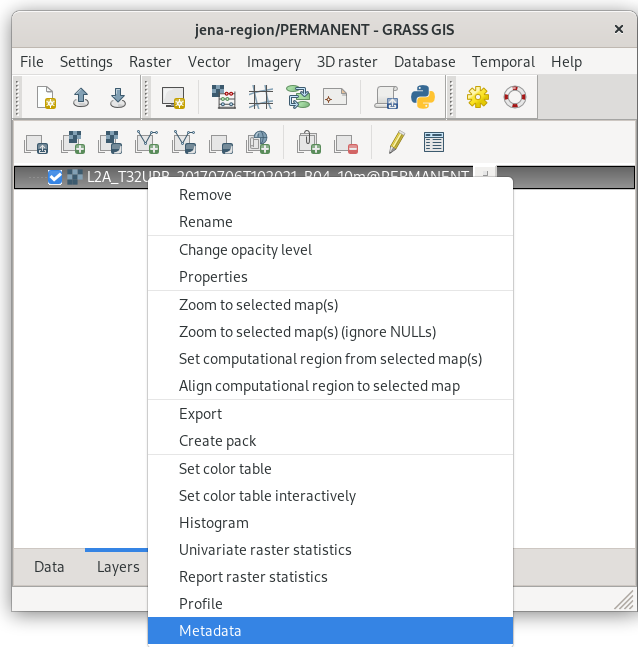 jena-region/PERMANENT - GRASS GIS
File Settings Raster Vector Imagery 3D raster Database Temporal Help
L2A_T32UPB_20170706T102021_B04_10m@PERMANENT
Remove
Rename
Change opacity level
Properties
Zoom to selected map(s)
Zoom to selected map(s) (ignore NULLs)
Set computational region from selected map(s)
Align computational region to selected map
Export
Create pack
Set color table
Set color table interactively
Histogram
Univariate raster statistics
Data Layers
Report raster statistics
Profile
Metadata